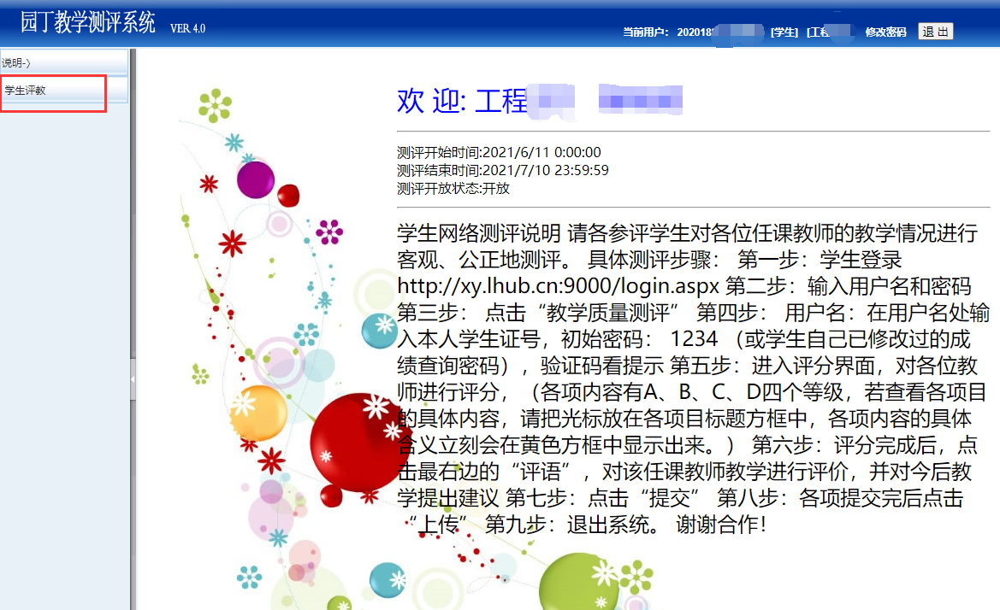 园丁教学测评系统 VER 4.0
当前用户： 202018 [学生] [工程 修改密码 退 出
说明-〉
学生评教
欢 迎: 工程
测评开始时间:2021/6/11 0:00:00
测评结束时间:2021/7/10 23:59:59
测评开放状态:开放
学生网络测评说明 请各参评学生对各位任课教师的教学情况进行
客观、公正地测评。 具体测评步骤： 第一步：学生登录
http://xy.lhub.cn:9000/login.aspx 第二步：输入用户名和密码
第三步： 点击“教学质量测评” 第四步： 用户名：在用户名处输
入本人学生证号，初始密码： 1234 （或学生自己已修改过的成
绩查询密码），验证码看提示 第五步：进入评分界面，对各位教
师进行评分，（各项内容有A、B、C、D四个等级，若查看各项目
的具体内容，请把光标放在各项目标题方框中，各项内容的具体
含义立刻会在黄色方框中显示出来。） 第六步：评分完成后，点
击最右边的“评语”，对该任课教师教学进行评价，并对今后教
学提出建议 第七步：点击“提交” 第八步：各项提交完后点击
“上传” 第九步：退出系统。 谢谢合作！